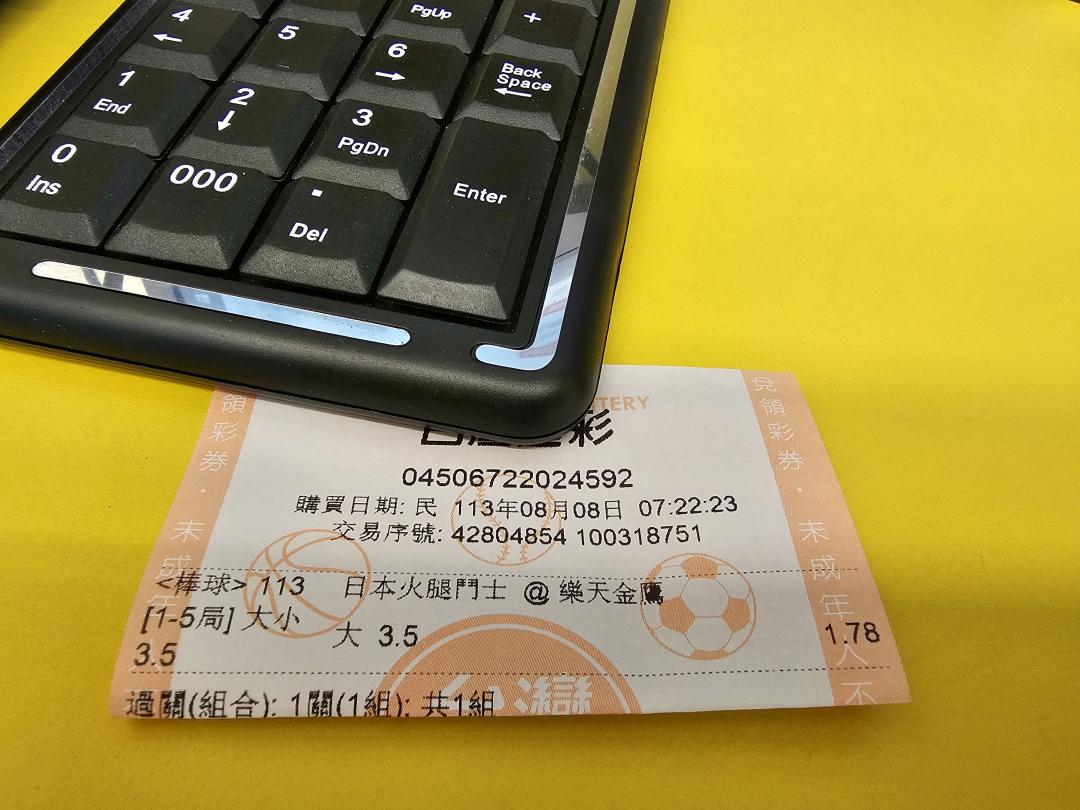 4
←
5
6
→
PgUp
+
Back
Space
←
1
End
2
↓
3
PgDn
Enter
0
Ins
000
.
Del
領彩券．未成年
兌領彩券．未成年人不
彩
04506722024592
購買日期: 民 113年08月08日 07:22:23
交易序號: 42804854 100318751
<棒球> 113 日本火腿鬥士 @ 樂天金鷹
[1-5局] 大小 大 3.5 1.78
3.5
過關(組合): 1關(1組); 共1組